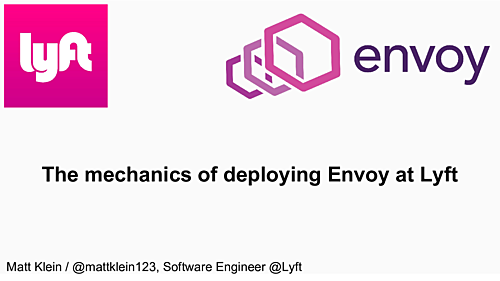 lyft
envoy
The mechanics of deploying Envoy at Lyft
Matt Klein / @mattklein123, Software Engineer @Lyft